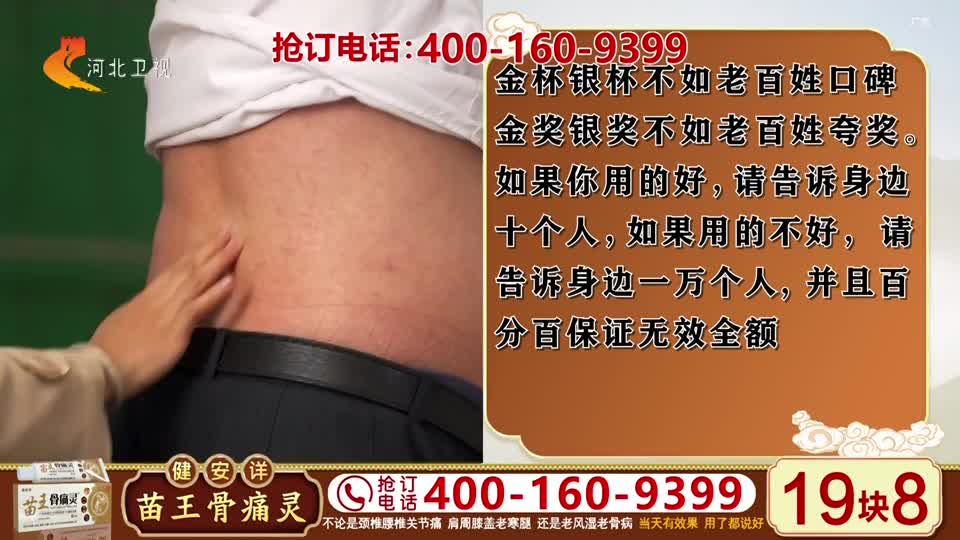 河北卫视
抢订电话：400-160-9399
广告
金杯银杯不如老百姓口碑
金奖银奖不如老百姓夸奖。
如果你用的好，请告诉身边
十个人，如果用的不好，请
告诉身边一万个人，并且百
分百保证无效全额
苗王骨痛灵
健安详
苗王骨痛灵
抢订电话 400-160-9399
不论是颈椎腰椎关节痛 肩周膝盖老寒腿 还是老风湿老骨病 当天有效果 用了都说好
19块8